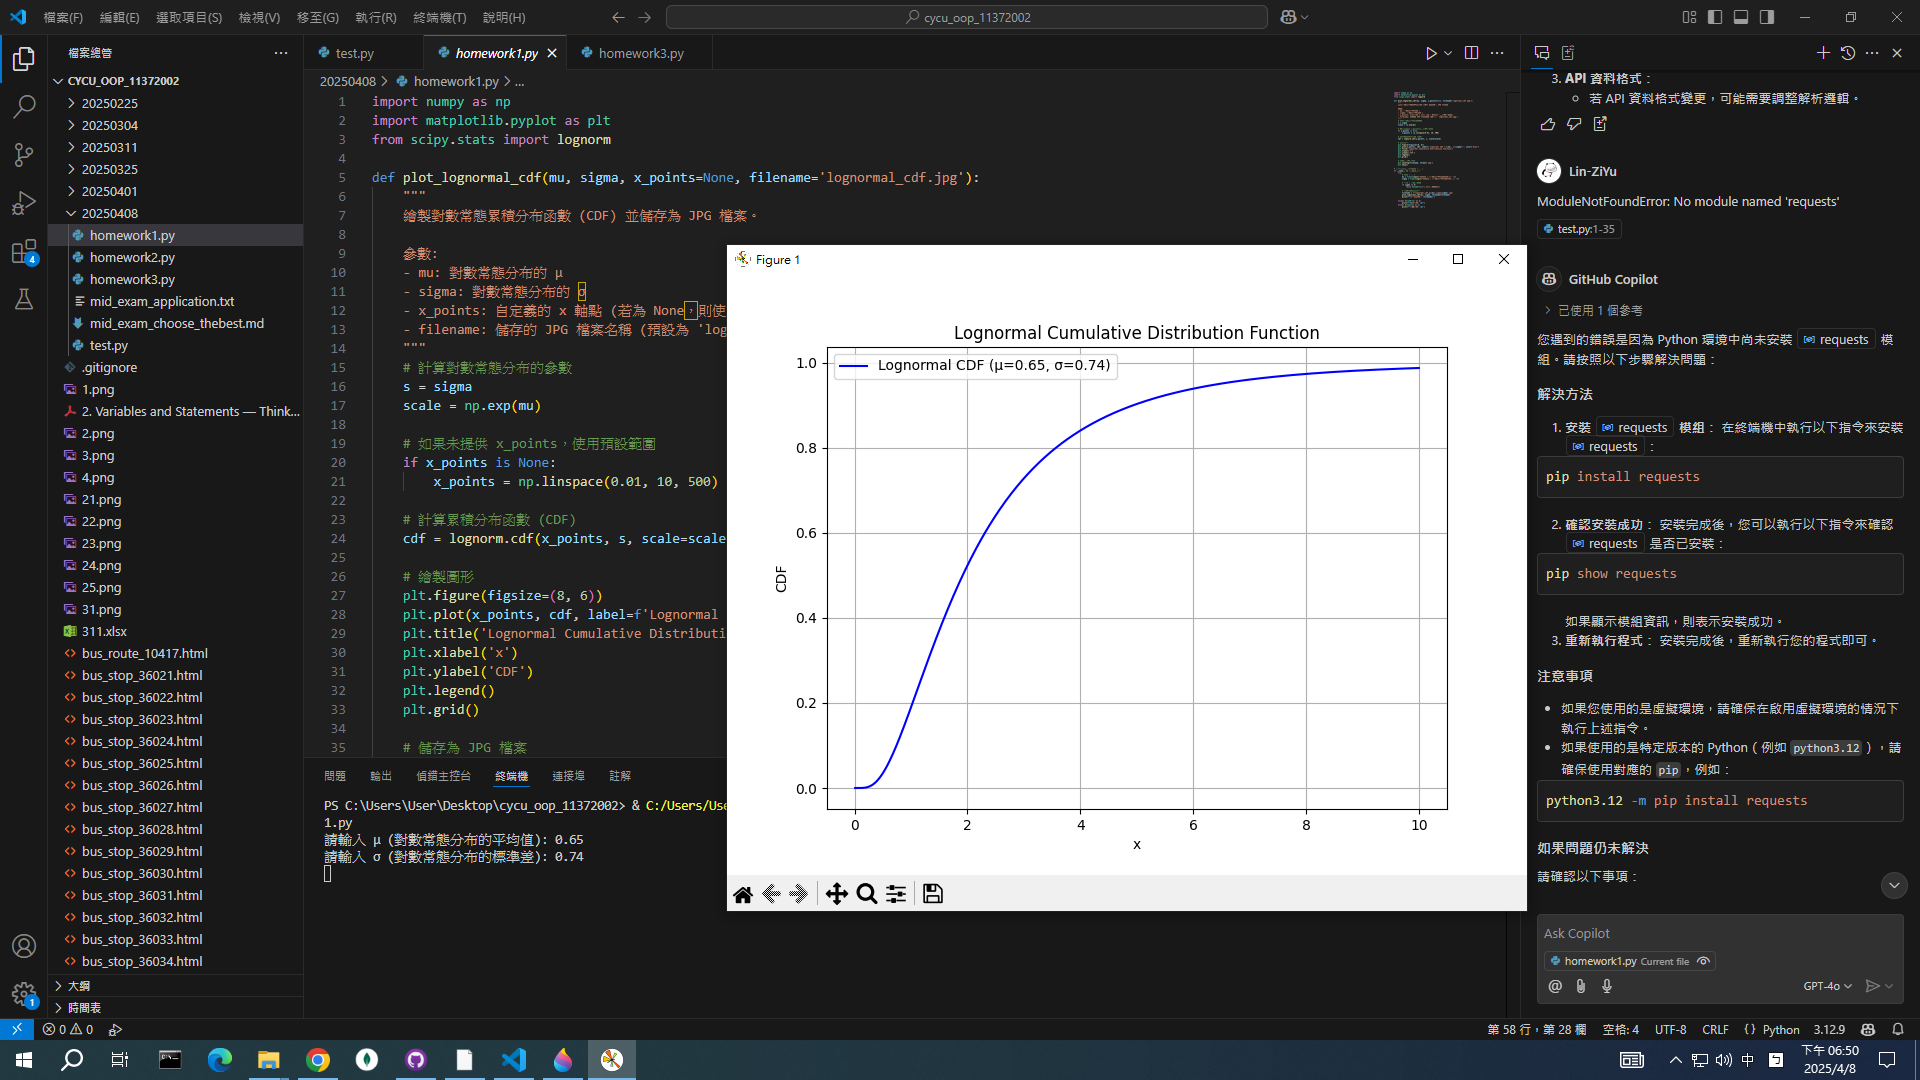 檔案(F) 編輯(E) 選取項目(S) 檢視(V) 移至(G) 執行(R) 終端機(T) 說明(H)
cycu_oop_11372002
檔案總管
CYCU_OOP_11372002
20250225
20250304
20250311
20250325
20250401
20250408
homework1.py
homework2.py
homework3.py
mid_exam_application.txt
mid_exam_choose_thebest.md
test.py
.gitignore
1.png
2. Variables and Statements — Think...
2.png
3.png
4.png
21.png
22.png
23.png
24.png
25.png
31.png
311.xlsx
bus_route_10417.html
bus_stop_36021.html
bus_stop_36022.html
bus_stop_36023.html
bus_stop_36024.html
bus_stop_36025.html
bus_stop_36026.html
bus_stop_36027.html
bus_stop_36028.html
bus_stop_36029.html
bus_stop_36030.html
bus_stop_36031.html
bus_stop_36032.html
bus_stop_36033.html
bus_stop_36034.html
大綱
時間表
4
1
test.py homework1.py homework3.py
20250408 > homework1.py > ...
1 import numpy as np
2 import matplotlib.pyplot as plt
3 from scipy.stats import lognorm
4
5 def plot_lognormal_cdf(mu, sigma, x_points=None, filename='lognormal_cdf.jpg'):
6 """
7 繪製對數常態累積分布函數 (CDF) 並儲存為 JPG 檔案。
8
9 參數:
10 - mu: 對數常態分布的 μ
11 - sigma: 對數常態分布的 σ
12 - x_points: 自定義的 x 軸點 (若為 None，則使
13 - filename: 儲存的 JPG 檔案名稱 (預設為 'log
14 """
15 # 計算對數常態分布的參數
16 s = sigma
17 scale = np.exp(mu)
18
19 # 如果未提供 x_points，使用預設範圍
20 if x_points is None:
21 x_points = np.linspace(0.01, 10, 500)
22
23 # 計算累積分布函數 (CDF)
24 cdf = lognorm.cdf(x_points, s, scale=scale
25
26 # 繪製圖形
27 plt.figure(figsize=(8, 6))
28 plt.plot(x_points, cdf, label=f'Lognormal
29 plt.title('Lognormal Cumulative Distributi
30 plt.xlabel('x')
31 plt.ylabel('CDF')
32 plt.legend()
33 plt.grid()
34
35 # 儲存為 JPG 檔案
問題 輸出 偵錯主控台 終端機 連接埠 註解
PS C:\Users\User\Desktop\cycu_oop_11372002> & C:/Users/Use
1.py
請輸入 μ (對數常態分布的平均值): 0.65
請輸入 σ (對數常態分布的標準差): 0.74
Figure 1
Lognormal Cumulative Distribution Function
Lognormal CDF (μ=0.65, σ=0.74)
1.0
0.8
0.6
0.4
0.2
0.0
CDF
0 2 4 6 8 10
x
3. API 資料格式：
若 API 資料格式變更，可能需要調整解析邏輯。
Lin-ZiYu
ModuleNotFoundError: No module named 'requests'
test.py:1-35
GitHub Copilot
已使用 1 個參考
您遇到的錯誤是因為 Python 環境中尚未安裝 requests 模
組。請按照以下步驟解決問題：
解決方法
1. 安裝 requests 模組： 在終端機中執行以下指令來安裝
requests ：
pip install requests
2. 確認安裝成功： 安裝完成後，您可以執行以下指令來確認
requests 是否已安裝：
pip show requests
如果顯示模組資訊，則表示安裝成功。
3. 重新執行程式： 安裝完成後，重新執行您的程式即可。
注意事項
如果您使用的是虛擬環境，請確保在啟用虛擬環境的情況下
執行上述指令。
如果使用的是特定版本的 Python（例如 python3.12），請
確保使用對應的 pip，例如：
python3.12 -m pip install requests
如果問題仍未解決
請確認以下事項：
Ask Copilot
homework1.py Current file
GPT-4o
0 0
第 58 行，第 28 欄 空格: 4 UTF-8 CRLF {} Python 3.12.9
中 ㄅ
下午 06:50
2025/4/8